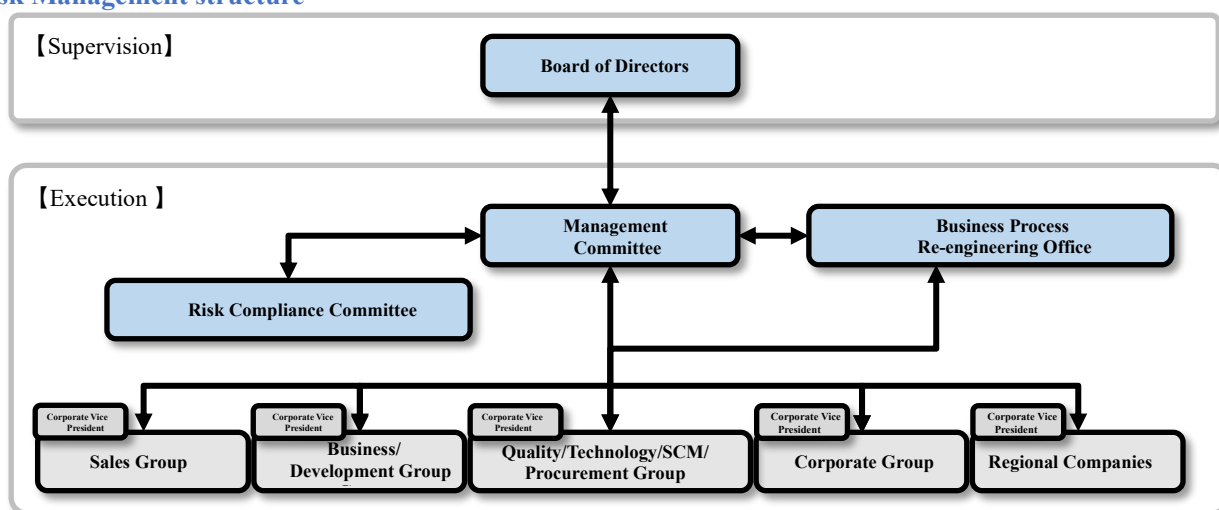 sk Management structure
【Supervision】
Board of Directors
【Execution 】
Management
Committee
Business Process
Re-engineering Office
Risk Compliance Committee
Corporate Vice
President
Sales Group
Corporate Vice
President
Business/
Development Group
Corporate Vice
President
Quality/Technology/SCM/
Procurement Group
Corporate Vice
President
Corporate Group
Corporate Vice
President
Regional Companies